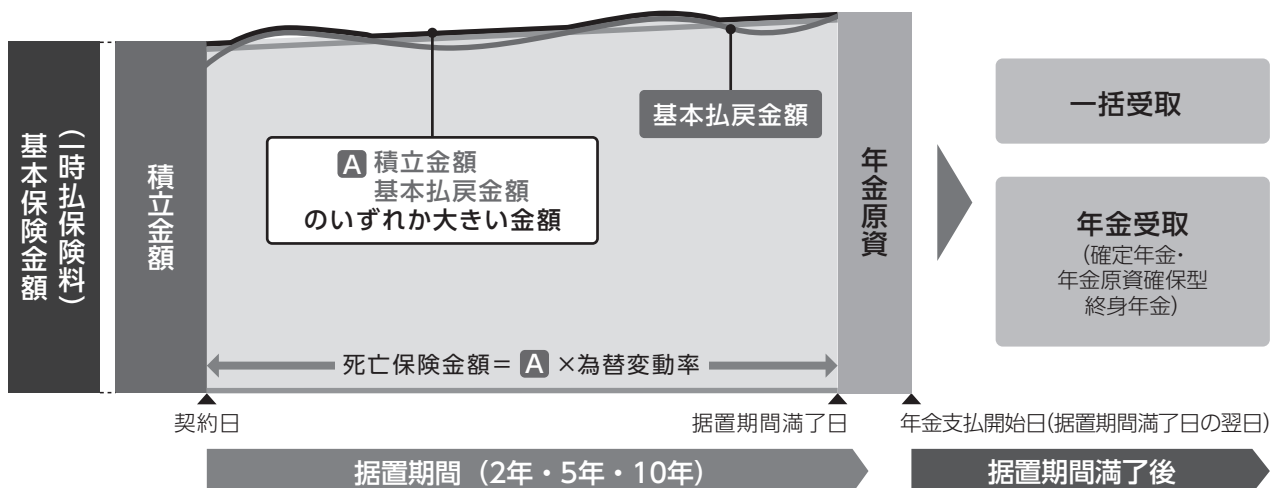 基本保険金額
(一時払保険料)
積立金額
A 積立金額
基本払戻金額
のいずれか大きい金額
基本払戻金額
死亡保険金額= A ×為替変動率
年金原資
一括受取
年金受取
(確定年金・
年金原資確保型
終身年金)
契約日
据置期間満了日
年金支払開始日(据置期間満了日の翌日)
据置期間(2年・5年・10年)
据置期間満了後